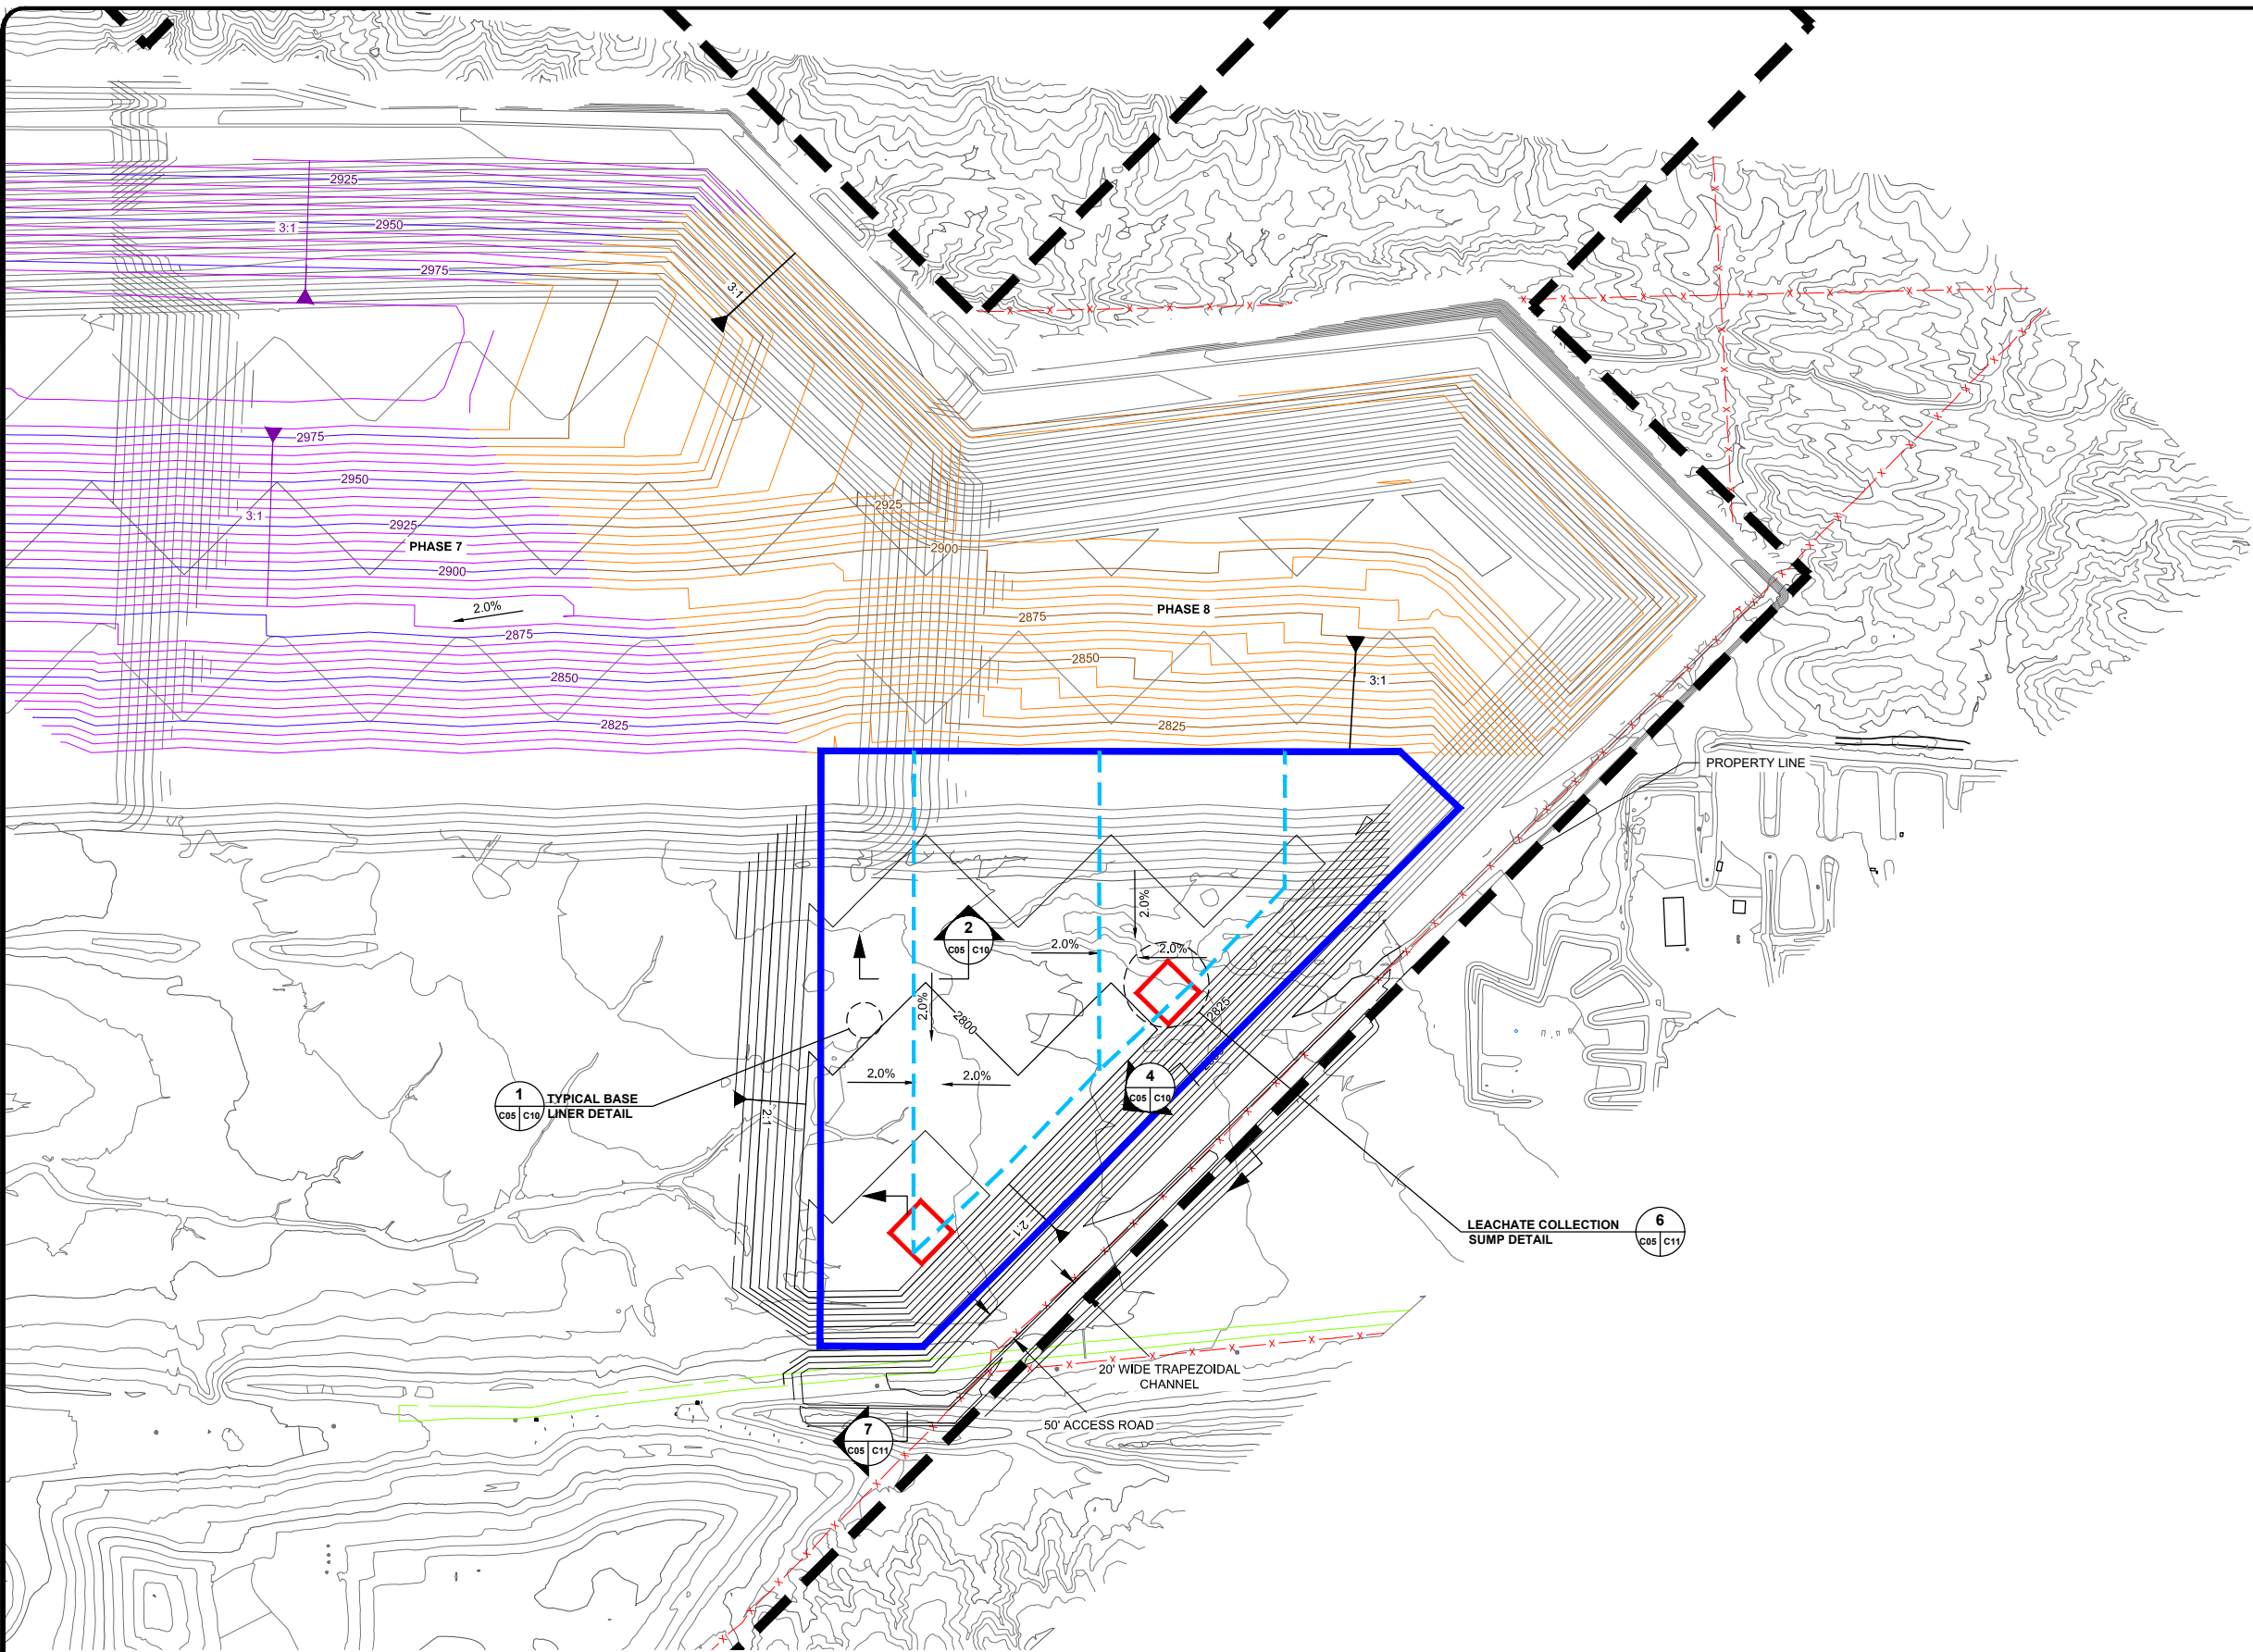 2925
3:1
2950
2975
3:1
2975
2950
3:1
2925
PHASE 7
2900
2.0%
2875
2850
2825
2925
2900
2875
PHASE 8
2850
3:1
2825
PROPERTY LINE
2
C05 C10
2.0%
2.0%
2.0%
2.0%
2800
2825
2.0%
2.0%
1
C05 C10
TYPICAL BASE
LINER DETAIL
2:1
4
C05 C10
2:1
LEACHATE COLLECTION
SUMP DETAIL
6
C05 C11
20' WIDE TRAPEZOIDAL
CHANNEL
50' ACCESS ROAD
7
C05 C11